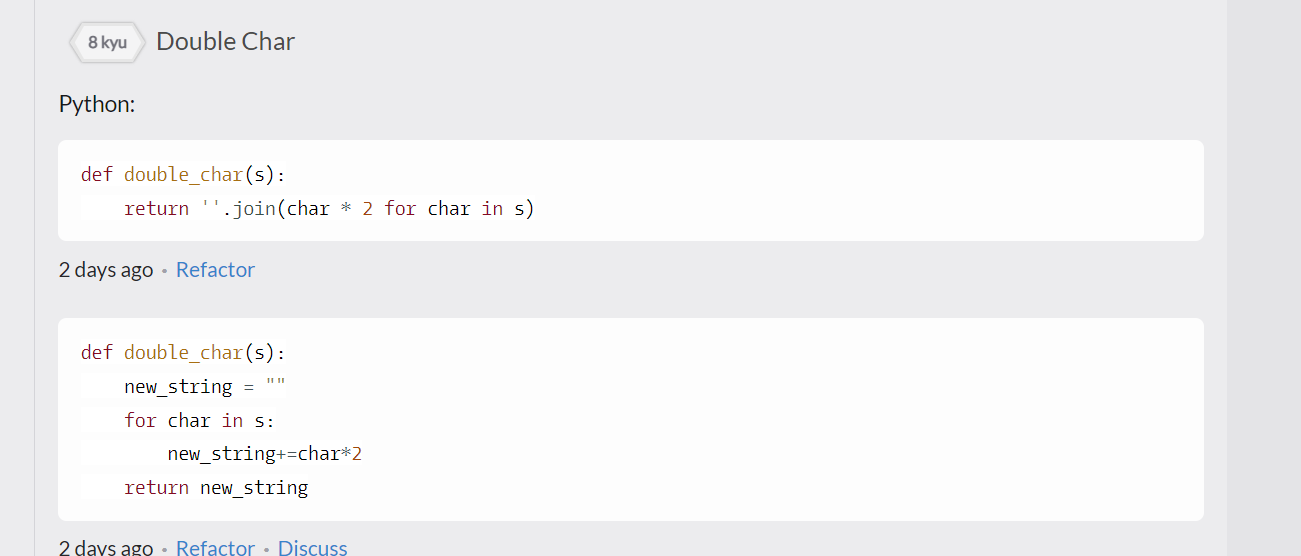 8 kyu Double Char
Python:
def double_char(s):
    return ''.join(char * 2 for char in s)
2 days ago • Refactor
def double_char(s):
    new_string = ""
    for char in s:
        new_string+=char*2
    return new_string
2 days ago • Refactor • Discuss